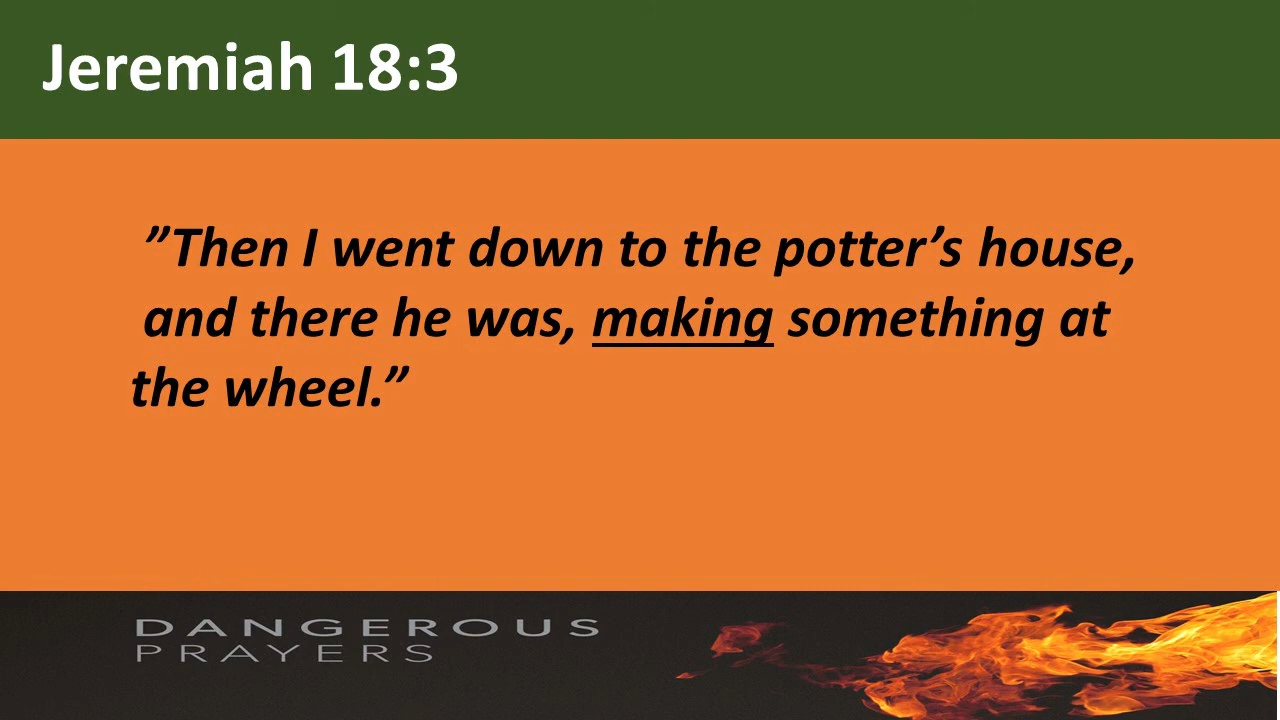 Jeremiah 18:3
”Then I went down to the potter’s house,
and there he was, making something at
the wheel.”
DANGEROUS
PRAYERS